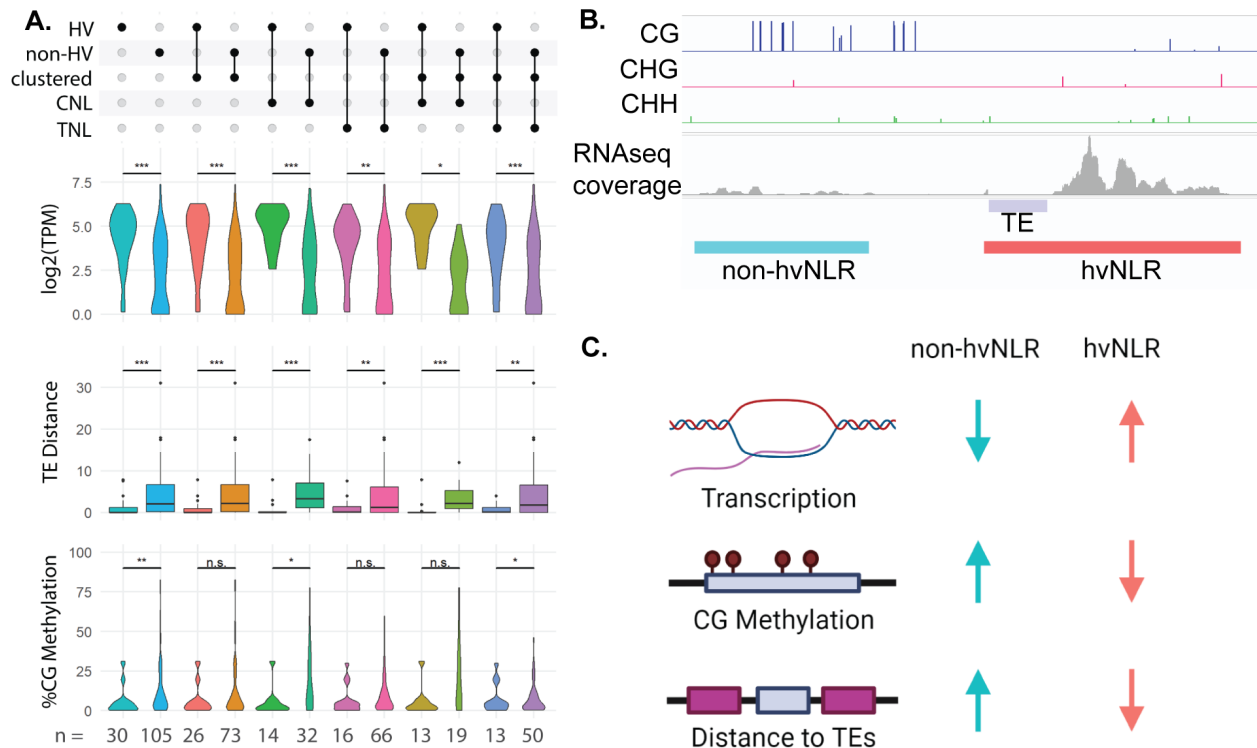 A.
HV
non-HV
clustered
CNL
TNL
*** *** *** ** * ***
log2(TPM)
7.5
5.0
2.5
0.0
*** *** *** ** *** **
TE Distance
30
20
10
0
** n.s. * n.s. n.s. *
%CG Methylation
100
75
50
25
0
n = 30 105 26 73 14 32 16 66 13 19 13 50
B.
CG
CHG
CHH
RNAseq
coverage
TE
non-hvNLR hvNLR
C.
non-hvNLR hvNLR
Transcription
CG Methylation
Distance to TEs